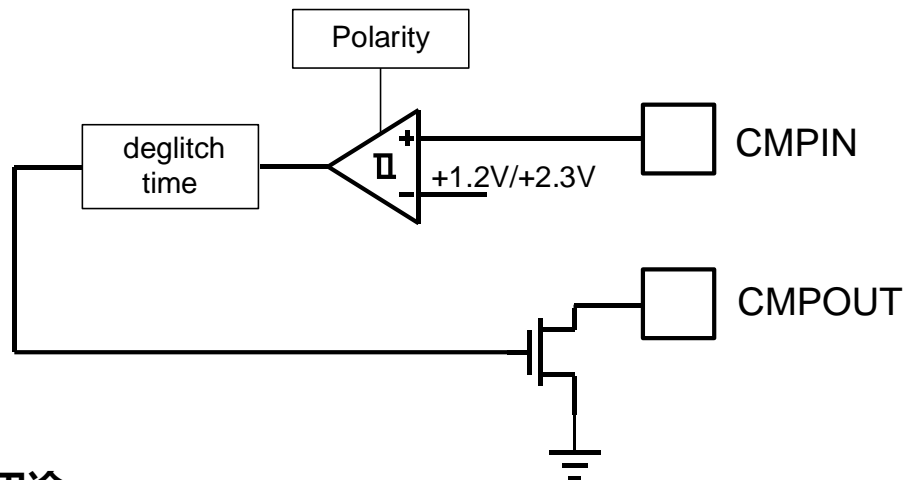 Polarity
deglitch
time
+
+1.2V/+2.3V
-
CMPIN
CMPOUT